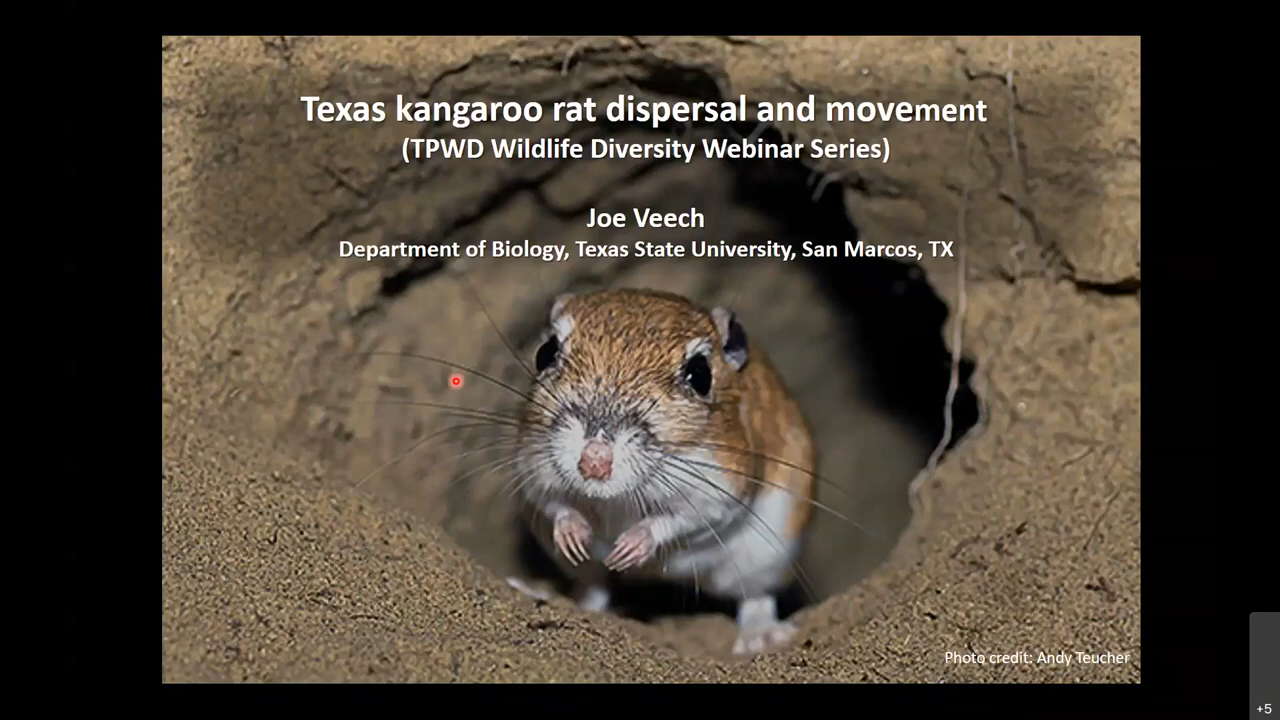 Texas kangaroo rat dispersal and movement
(TPWD Wildlife Diversity Webinar Series)
Joe Veech
Department of Biology, Texas State University, San Marcos, TX
Photo credit: Andy Teucher
+5